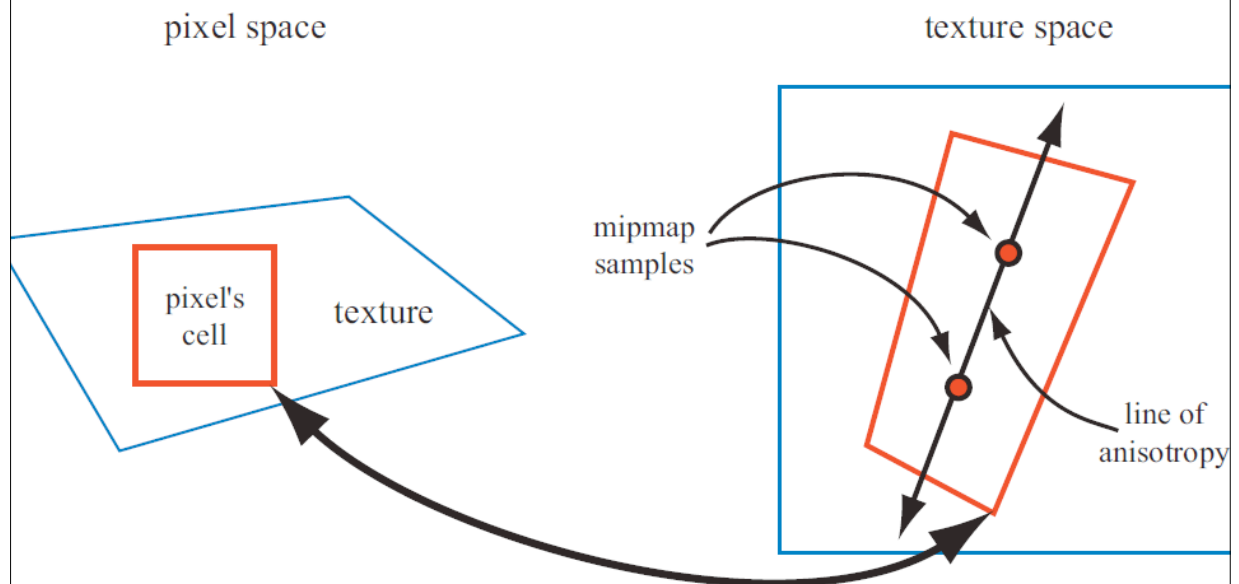 pixel space
texture space
pixel's
cell
texture
mipmap
samples
line of
anisotropy